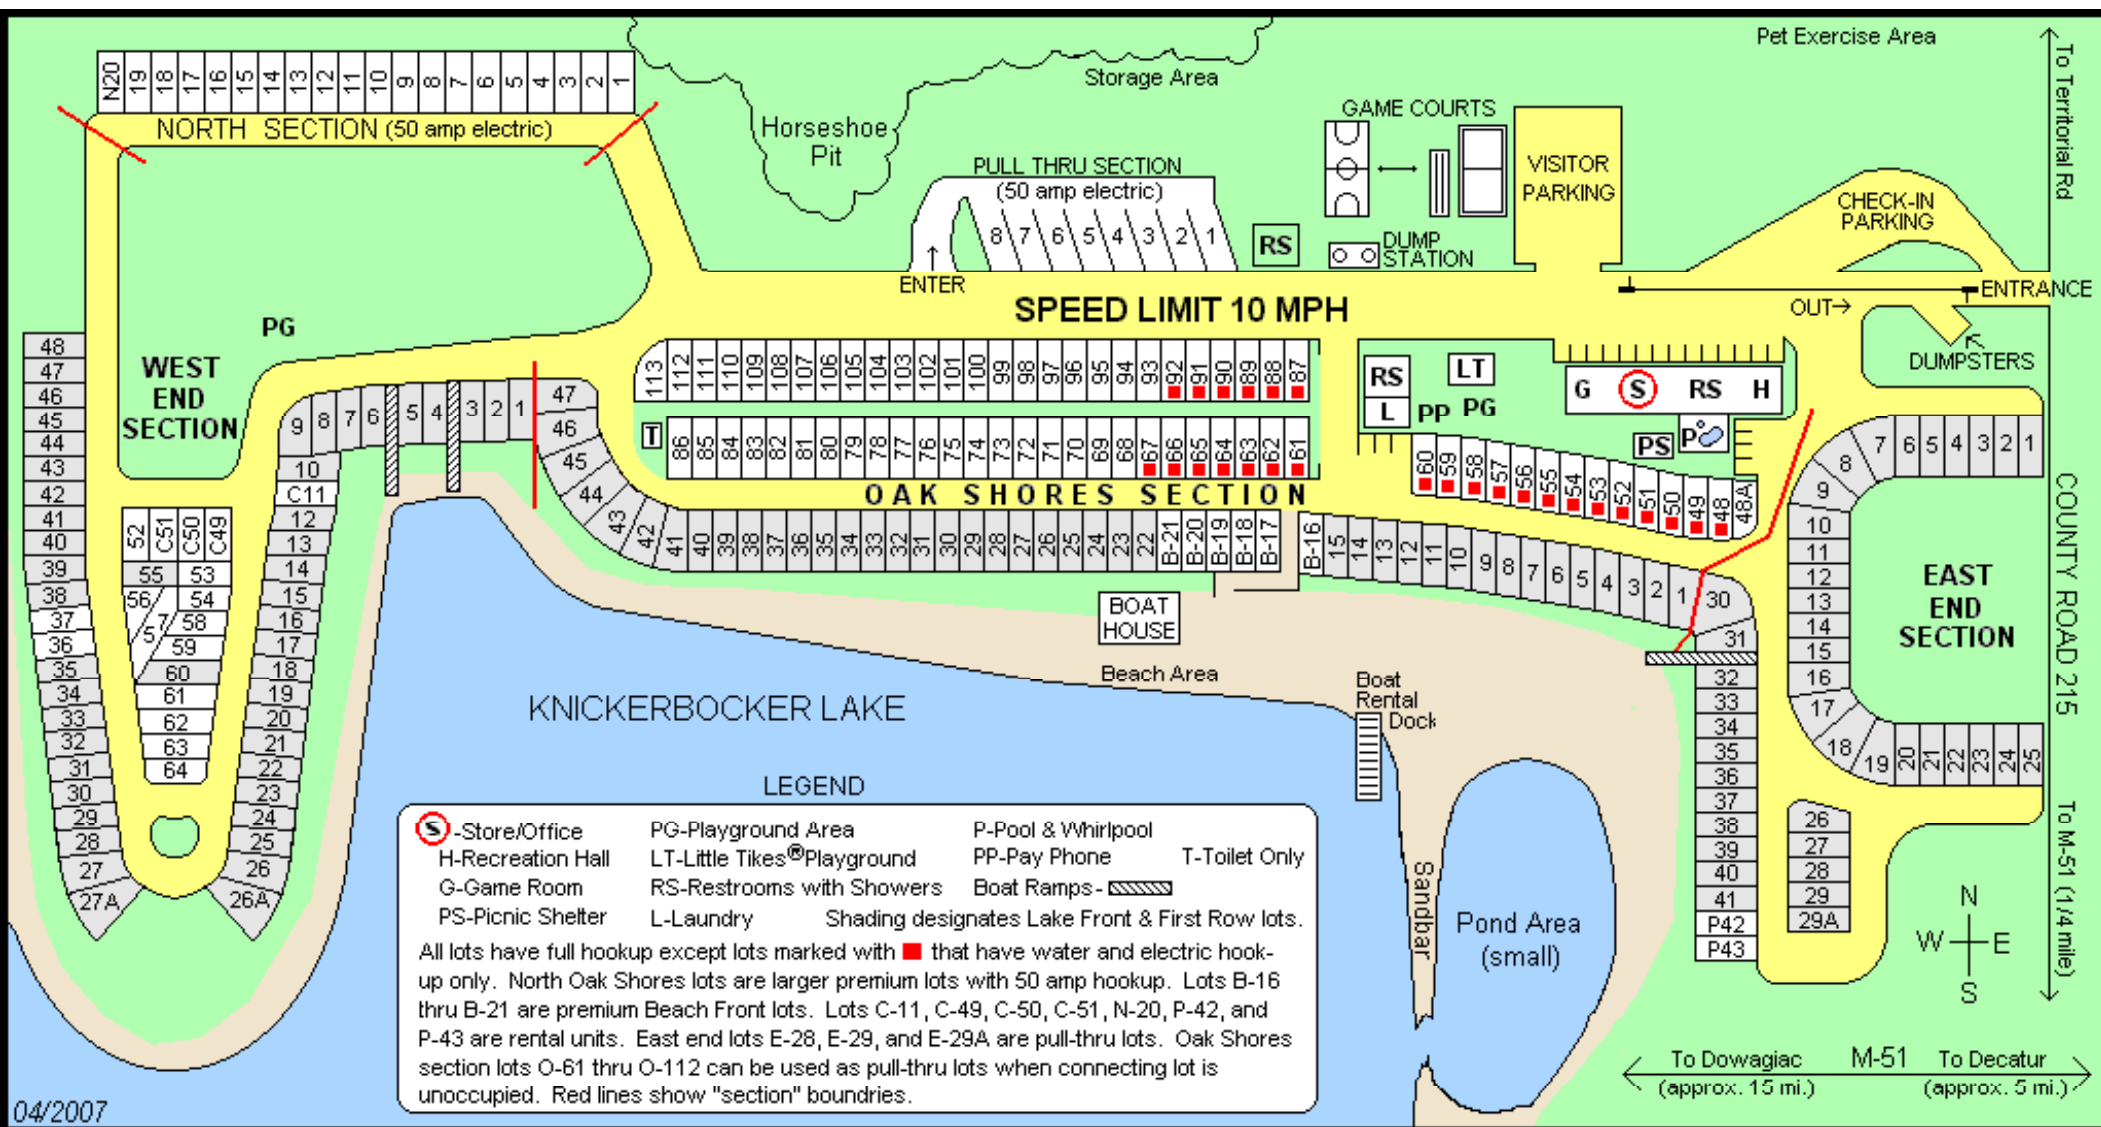 Pet Exercise Area
To Territorial Rd
Storage Area
N20 19 18 17 16 15 14 13 12 11 10 9 8 7 6 5 4 3 2 1
NORTH SECTION (50 amp electric)
Horseshoe
Pit
GAME COURTS
PULL THRU SECTION
(50 amp electric)
8 7 6 5 4 3 2 1
RS
DUMP
STATION
VISITOR
PARKING
CHECK-IN
PARKING
ENTER
ENTRANCE
SPEED LIMIT 10 MPH
OUT
DUMPSTERS
PG
WEST
END
SECTION
48
47
46
45
44
43
42
41
40
39
38
37
36
35
34
33
32
31
30
29
28
27
27A
52 C51 C50 C49
55 53
56 54
57 58
59
60
61
62
63
64
9 8 7 6 5 4 3 2 1
10
C11
12
13
14
15
16
17
18
19
20
21
22
23
24
25
26
26A
113 112 111 110 109 108 107 106 105 104 103 102 101 100 99 98 97 96 95 94 93 92 91 90 89 88 87
T
86 85 84 83 82 81 80 79 78 77 76 75 74 73 72 71 70 69 68 67 66 65 64 63 62 61
OAK SHORES SECTION
47
46
45
44
43
42
41 40 39 38 37 36 35 34 33 32 31 30 29 28 27 26 25 24 23 22 B-21 B-20 B-19 B-18 B-17
B-16 15 14 13 12 11 10 9 8 7 6 5 4 3 2 1
RS
L
LT
PP PG
G S RS H
PS
P
60 59 58 57 56 55 54 53 52 51 50 49 48 48A
30
31
32
33
34
35
36
37
38
39
40
41
P42
P43
7 6 5 4 3 2 1
8
9
10
11
12
13
14
15
16
17
18
19 20 21 22 23 24 25
26
27
28
29
29A
EAST
END
SECTION
COUNTY ROAD 215
To M-51 (1/4 mile)
BOAT
HOUSE
Beach Area
Boat
Rental
Dock
KNICKERBOCKER LAKE
Sandbar
Pond Area
(small)
N
W E
S
To Dowagiac M-51 To Decatur
(approx. 15 mi.) (approx. 5 mi.)
LEGEND
S -Store/Office PG-Playground Area P-Pool & Whirlpool
H-Recreation Hall LT-Little Tikes®Playground PP-Pay Phone T-Toilet Only
G-Game Room RS-Restrooms with Showers Boat Ramps-
PS-Picnic Shelter L-Laundry Shading designates Lake Front & First Row lots.
All lots have full hookup except lots marked with that have water and electric hook-
up only. North Oak Shores lots are larger premium lots with 50 amp hookup. Lots B-16
thru B-21 are premium Beach Front lots. Lots C-11, C-49, C-50, C-51, N-20, P-42, and
P-43 are rental units. East end lots E-28, E-29, and E-29A are pull-thru lots. Oak Shores
section lots O-61 thru O-112 can be used as pull-thru lots when connecting lot is
unoccupied. Red lines show "section" boundries.
04/2007